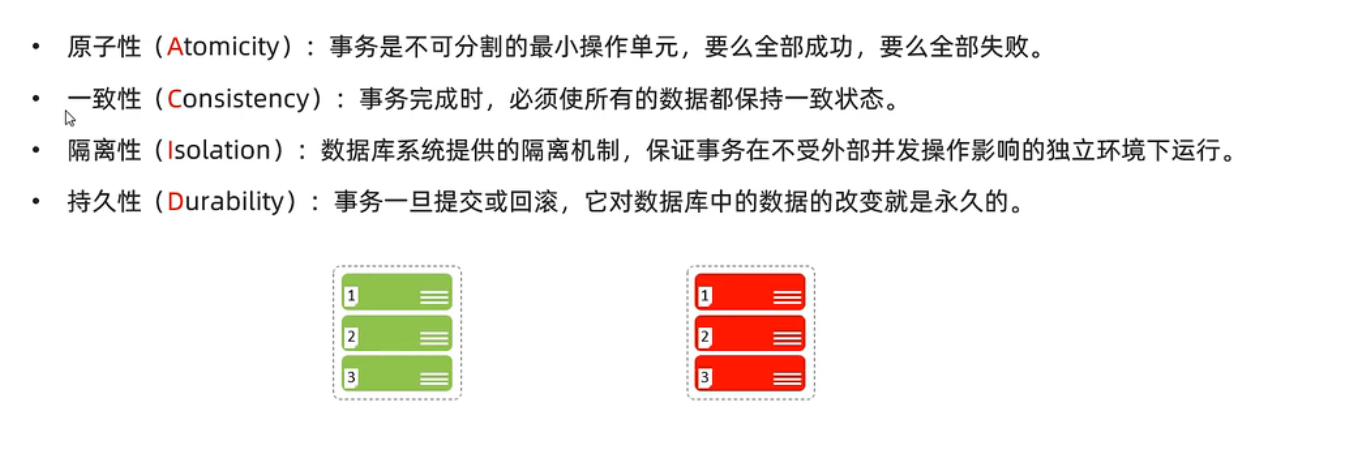 • 原子性（Atomicity）：事务是不可分割的最小操作单元，要么全部成功，要么全部失败。
• 一致性（Consistency）：事务完成时，必须使所有的数据都保持一致状态。
• 隔离性（Isolation）：数据库系统提供的隔离机制，保证事务在不受外部并发操作影响的独立环境下运行。
• 持久性（Durability）：事务一旦提交或回滚，它对数据库中的数据的改变就是永久的。
1 1
2 2
3 3